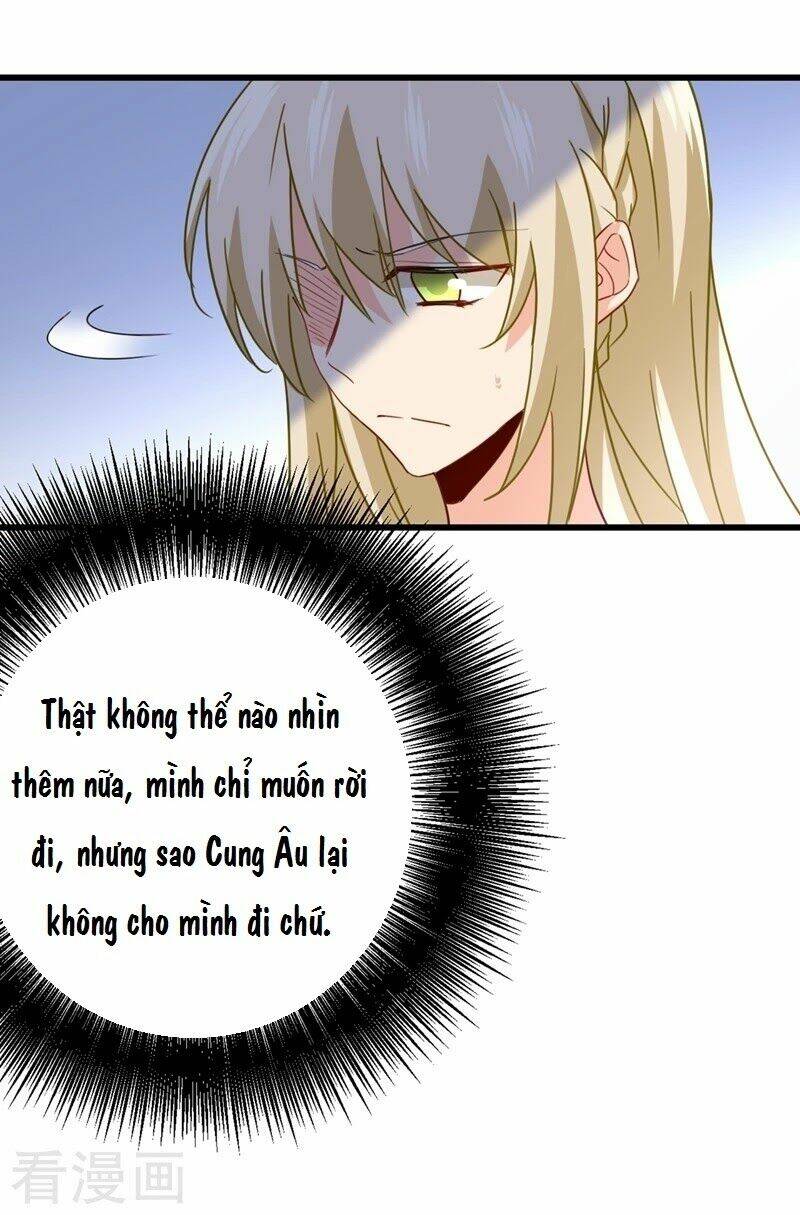 Thật không thể nào nhìn
thêm nữa, mình chỉ muốn rời
đi, nhưng sao Cung Âu lại
không cho mình đi chứ.
看漫画